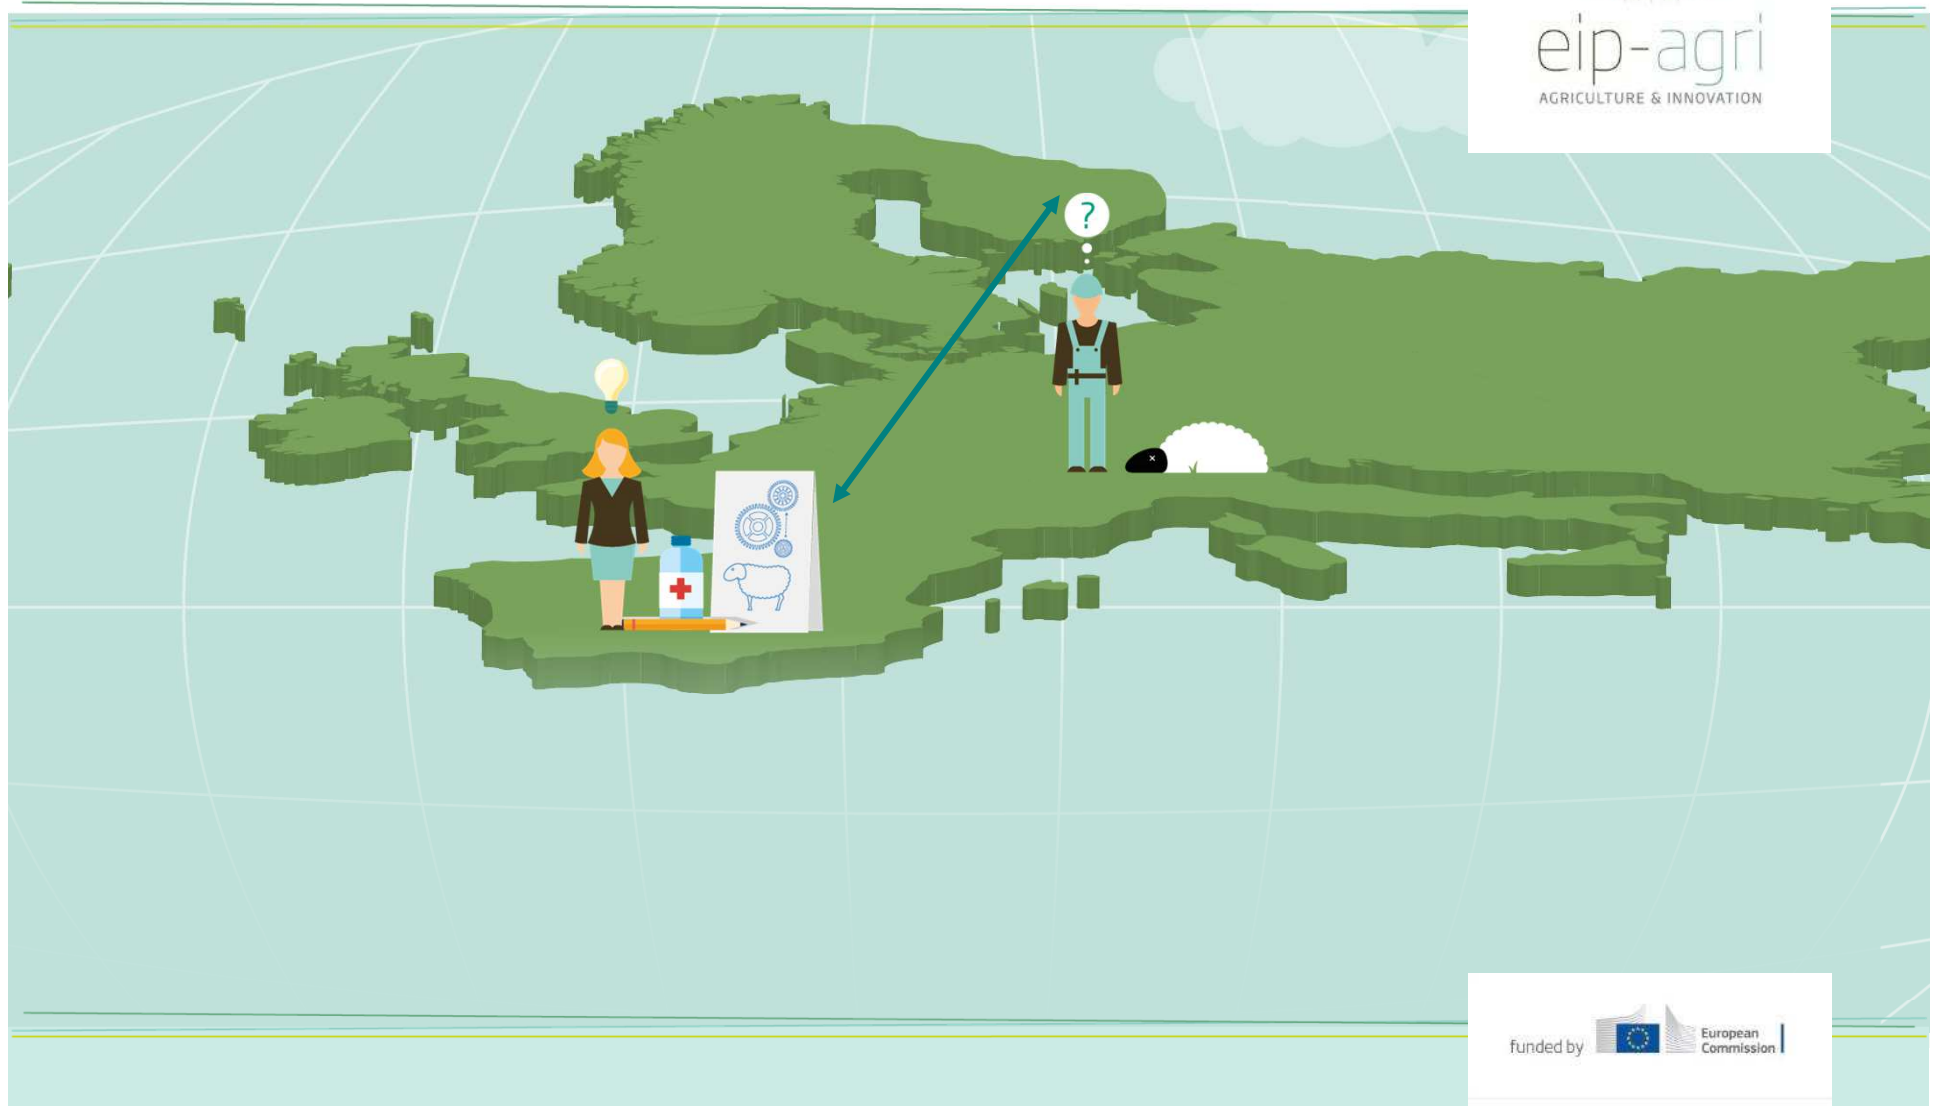 eip-agri
AGRICULTURE & INNOVATION
?
funded by
European
Commission